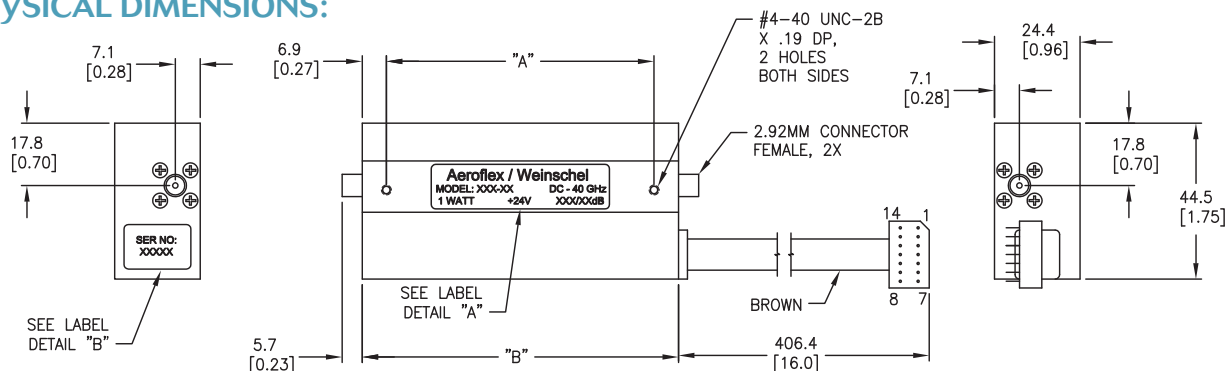 YSICAL DIMENSIONS:
7.1
[0.28]
17.8
[0.70]
SER NO:
XXXXX
SEE LABEL
DETAIL "B"
6.9
[0.27]
"A"
#4-40 UNC-2B
X .19 DP,
2 HOLES
BOTH SIDES
2.92MM CONNECTOR
FEMALE, 2X
Aeroflex / Weinschel
MODEL: XXX-XX DC - 40 GHz
1 WATT +24V XXX/XXdB
SEE LABEL
DETAIL "A"
14 1
8 7
BROWN
5.7
[0.23]
"B"
406.4
[16.0]
24.4
[0.96]
7.1
[0.28]
17.8
[0.70]
44.5
[1.75]